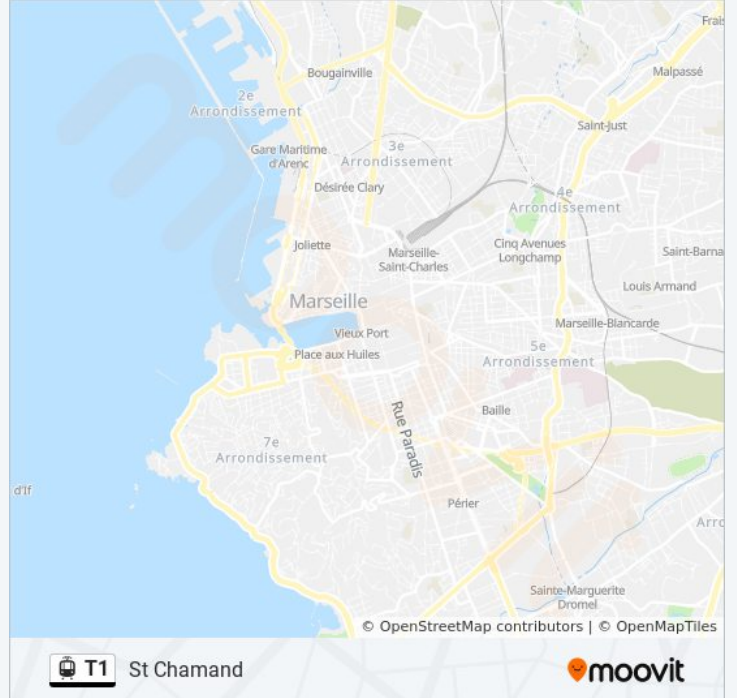 Frais
Bougainville
Malpassé
2e
Arrondissement
Saint-Just
Gare Maritime
d'Arenc
3e
Arrondissement
Désirée Clary
4e
Arrondissement
Joliette
Marseille-
Saint-Charles
Cinq Avenues
Longchamp
Saint-Barna
Louis Armand
Marseille
Marseille-Blancarde
Vieux Port
Place aux Huiles
5e
Arrondissement
Rue Paradis
Baille
7e
Arrondissement
d'If
Périer
Arro
Sainte-Marguerite
Dromel
© OpenStreetMap contributors | © OpenMapTiles
T1 St Chamand
moovit